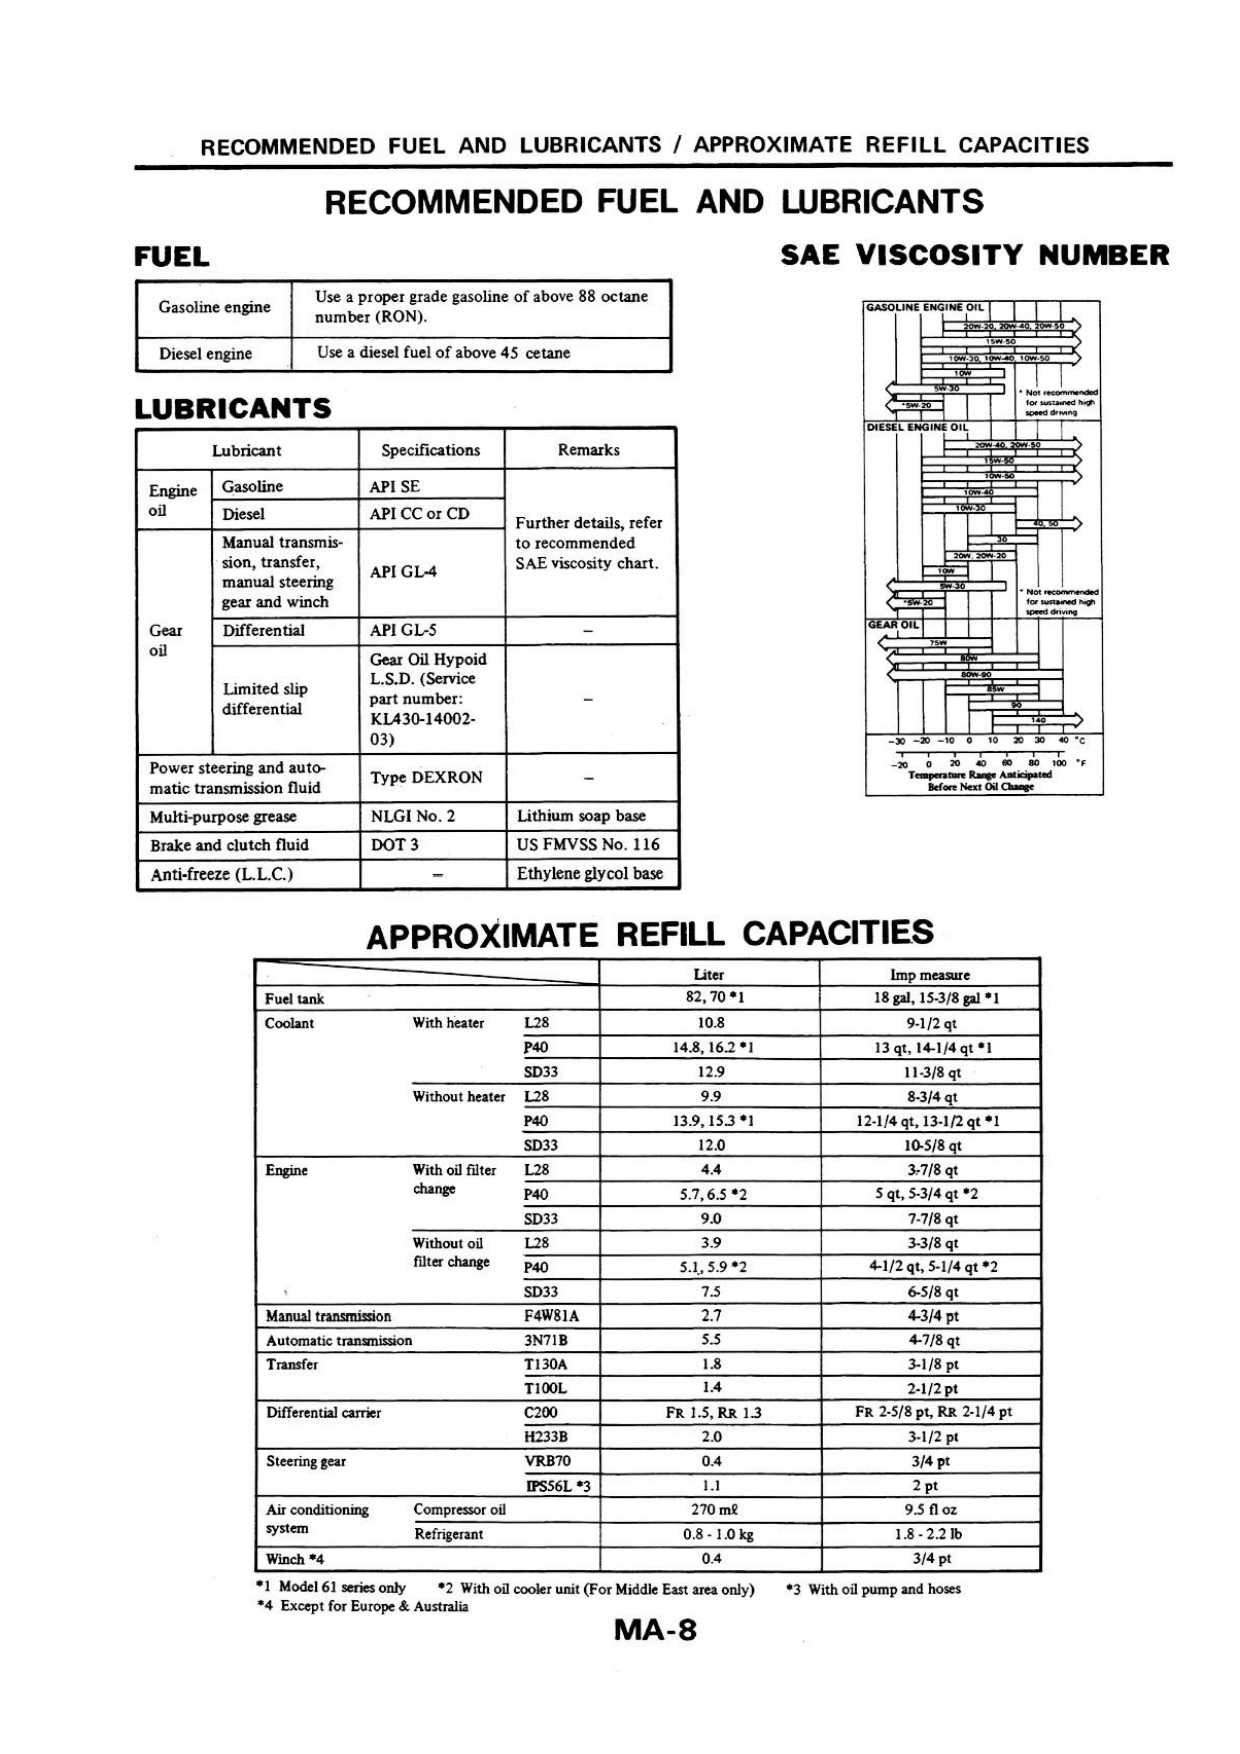 RECOMMENDED FUEL AND LUBRICANTS / APPROXIMATE REFILL CAPACITIES
RECOMMENDED FUEL AND LUBRICANTS
FUEL
Gasoline engine Use a proper grade gasoline of above 88 octane
number (RON).
Diesel engine Use a diesel fuel of above 45 cetane
LUBRICANTS
Lubricant Specifications Remarks
Engine oil Gasoline API SE
Diesel API CC or CD
Further details, refer
to recommended
SAE viscosity chart.
Gear oil
Manual transmis-
sion, transfer,
manual steering
gear and winch
API GL-4
Differential API GL-5 –
Limited slip
differential
Gear Oil Hypoid
L.S.D. (Service
part number:
KL430-14002-
03)
–
Power steering and auto-
matic transmission fluid
Type DEXRON –
Multi-purpose grease NLGI No. 2 Lithium soap base
Brake and clutch fluid DOT 3 US FMVSS No. 116
Anti-freeze (L.L.C.) – Ethylene glycol base
SAE VISCOSITY NUMBER
GASOLINE ENGINE OIL
20W-20, 20W-40, 20W-50
15W-50
10W-30, 10W-40, 10W-50
10W
5W-30
*5W-20
* Not recommended
for sustained high
speed driving
DIESEL ENGINE OIL
20W-40, 20W-50
15W-50
10W-50
10W-40
10W-30
40, 50
30
20W, 20W-20
10W
5W-30
*5W-20
* Not recommended
for sustained high
speed driving
GEAR OIL
75W
80W
80W-90
85W
90
140
-30 -20 -10 0 10 20 30 40 °C
-20 0 20 40 60 80 100 °F
Temperature Range Anticipated
Before Next Oil Change
APPROXIMATE REFILL CAPACITIES
Liter Imp measure
Fuel tank 82, 70 *1 18 gal, 15-3/8 gal *1
Coolant With heater L28 10.8 9-1/2 qt
P40 14.8, 16.2 *1 13 qt, 14-1/4 qt *1
SD33 12.9 11-3/8 qt
Without heater L28 9.9 8-3/4 qt
P40 13.9, 15.3 *1 12-1/4 qt, 13-1/2 qt *1
SD33 12.0 10-5/8 qt
Engine With oil filter change L28 4.4 3-7/8 qt
P40 5.7, 6.5 *2 5 qt, 5-3/4 qt *2
SD33 9.0 7-7/8 qt
Without oil filter change L28 3.9 3-3/8 qt
P40 5.1, 5.9 *2 4-1/2 qt, 5-1/4 qt *2
SD33 7.5 6-5/8 qt
Manual transmission F4W81A 2.7 4-3/4 pt
Automatic transmission 3N71B 5.5 4-7/8 qt
Transfer T130A 1.8 3-1/8 pt
T100L 1.4 2-1/2 pt
Differential carrier C200 FR 1.5, RR 1.3 FR 2-5/8 pt, RR 2-1/4 pt
H233B 2.0 3-1/2 pt
Steering gear VRB70 0.4 3/4 pt
IPS56L *3 1.1 2 pt
Air conditioning system Compressor oil 270 mℓ 9.5 fl oz
Refrigerant 0.8 - 1.0 kg 1.8 - 2.2 lb
Winch *4 0.4 3/4 pt
*1 Model 61 series only *2 With oil cooler unit (For Middle East area only) *3 With oil pump and hoses
*4 Except for Europe & Australia
MA-8